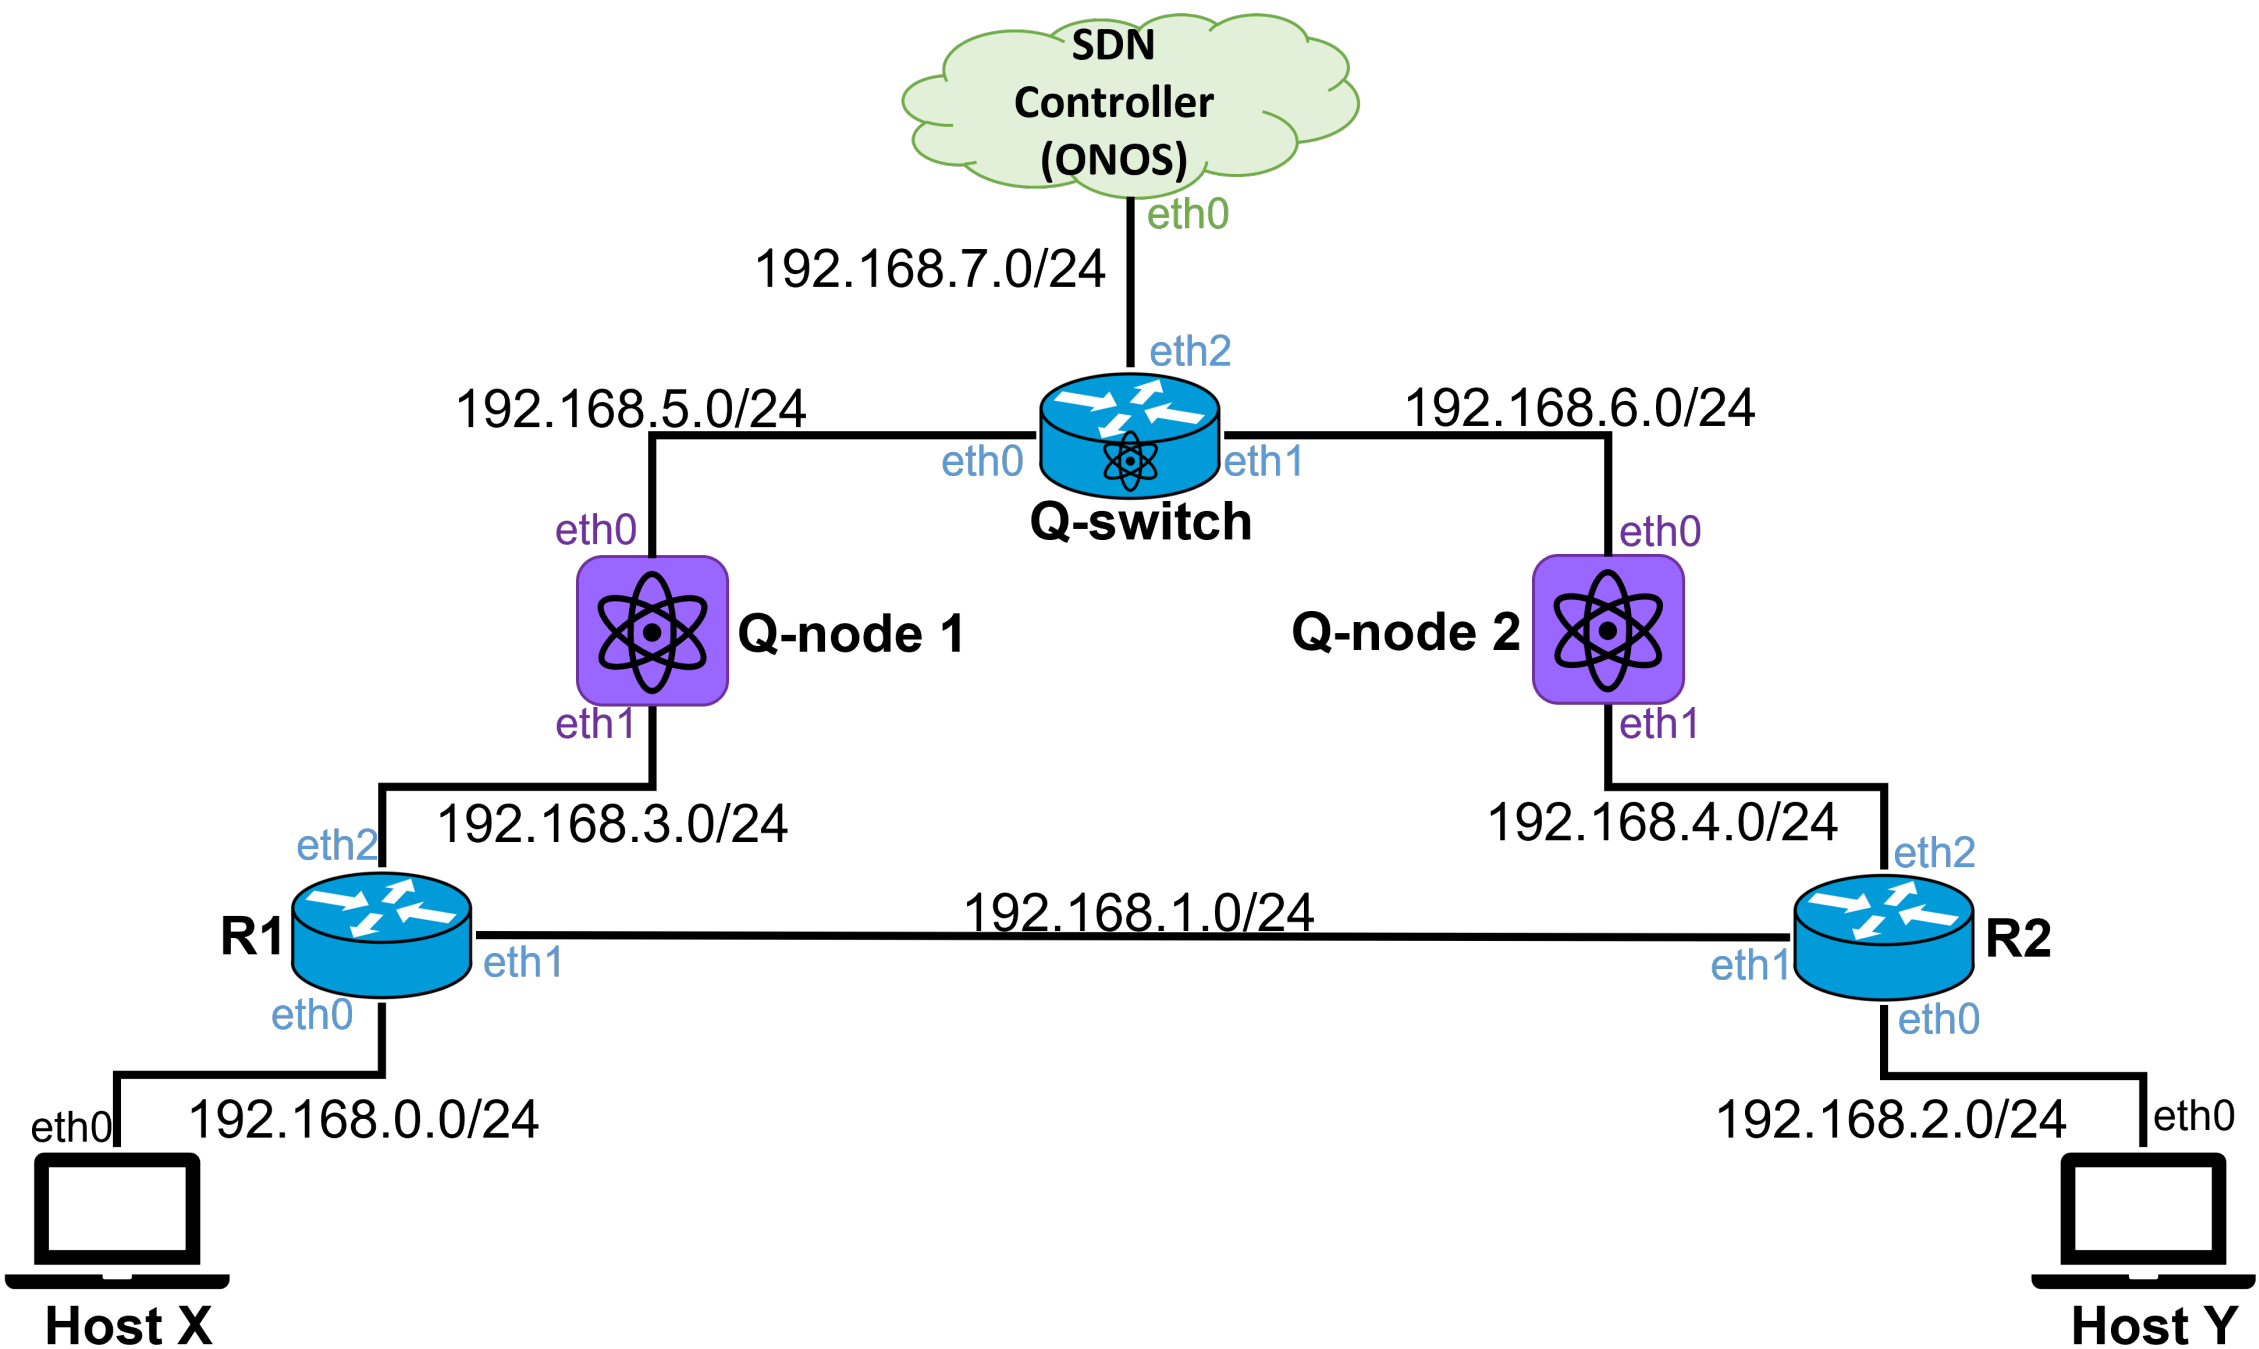 SDN
Controller
(ONOS)
eth0
192.168.7.0/24
eth2
192.168.5.0/24
192.168.6.0/24
eth0
eth1
Q-switch
eth0
eth0
Q-node 1
Q-node 2
eth1
eth1
192.168.3.0/24
192.168.4.0/24
eth2
eth2
192.168.1.0/24
R1
R2
eth1
eth1
eth0
eth0
192.168.0.0/24
192.168.2.0/24
eth0
eth0
Host X
Host Y